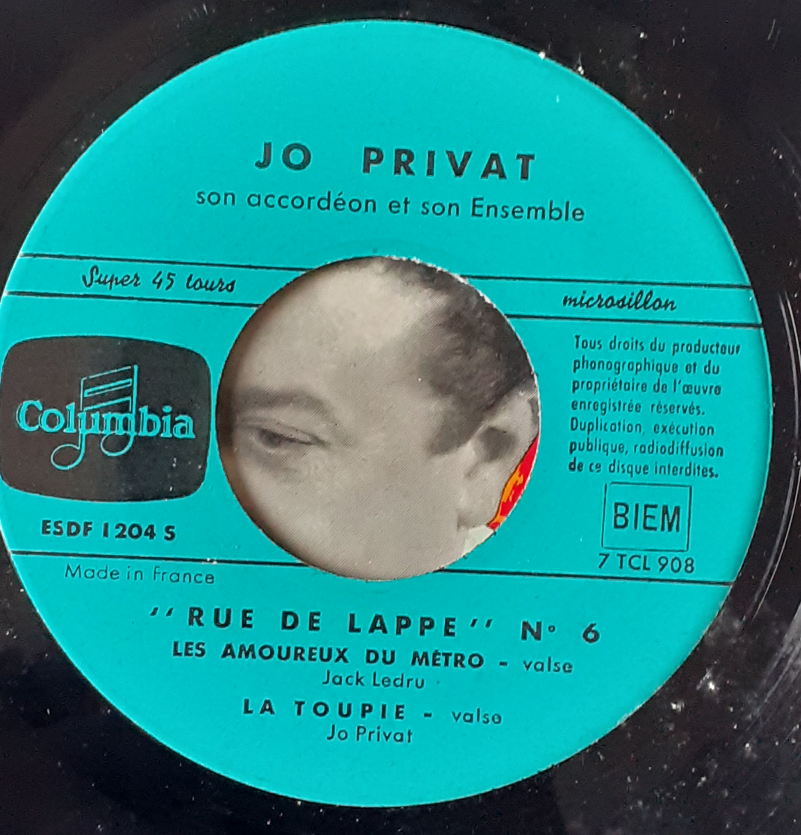 JO PRIVAT
son accordéon et son Ensemble
Super 45 tours
microsillon
Tous droits du producteur
phonographique et du
propriétaire de l'œuvre
enregistrée réservés.
Duplication, exécution
publique, radiodiffusion
de ce disque interdites.
Columbia
BIEM
ESDF 1204 S
7 TCL 908
Made in France
"RUE DE LAPPE" N° 6
LES AMOUREUX DU MÉTRO - valse
Jack Ledru
LA TOUPIE - valse
Jo Privat